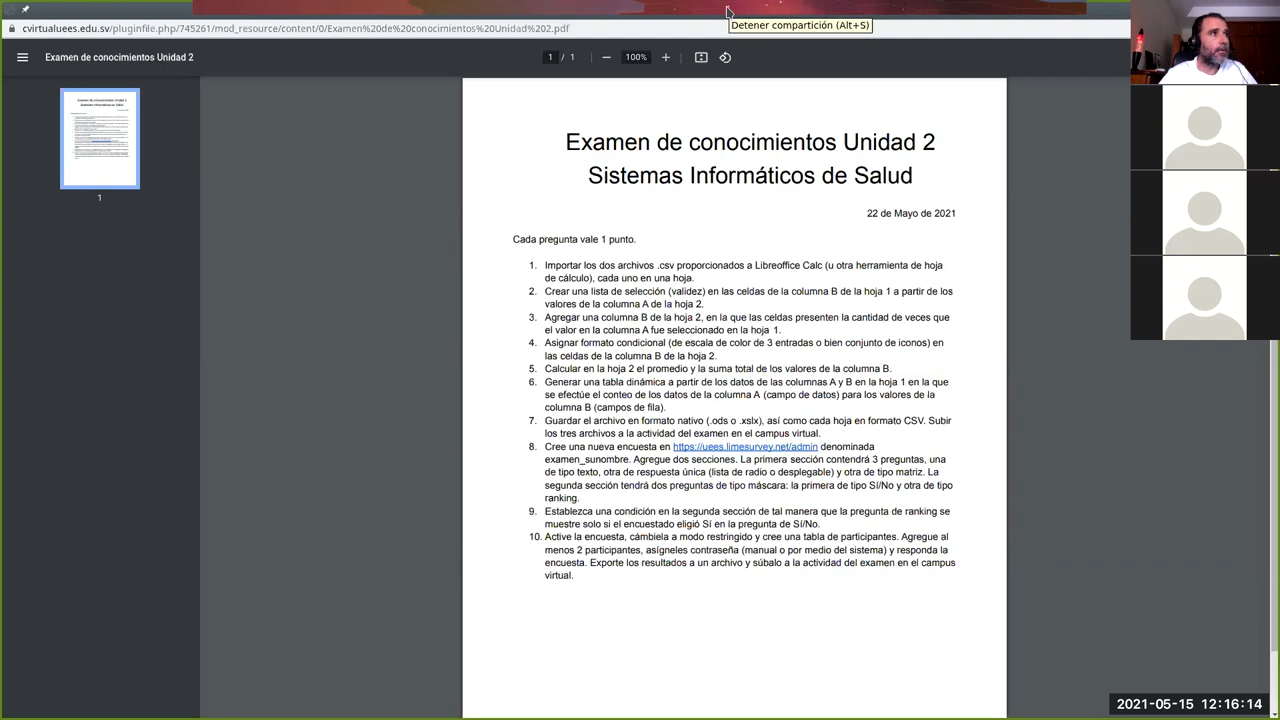 Detener compartición (Alt+S)
cvirtualuees.edu.sv/pluginfile.php/745261/mod_resource/content/0/Examen%20de%20conocimientos%20Unidad%202.pdf
Examen de conocimientos Unidad 2
1 / 1
100%
1
Examen de conocimientos Unidad 2
Sistemas Informáticos de Salud
22 de Mayo de 2021
Cada pregunta vale 1 punto.
1. Importar los dos archivos .csv proporcionados a Libreoffice Calc (u otra herramienta de hoja
de cálculo), cada uno en una hoja.
2. Crear una lista de selección (validez) en las celdas de la columna B de la hoja 1 a partir de los
valores de la columna A de la hoja 2.
3. Agregar una columna B de la hoja 2, en la que las celdas presenten la cantidad de veces que
el valor en la columna A fue seleccionado en la hoja 1.
4. Asignar formato condicional (de escala de color de 3 entradas o bien conjunto de iconos) en
las celdas de la columna B de la hoja 2.
5. Calcular en la hoja 2 el promedio y la suma total de los valores de la columna B.
6. Generar una tabla dinámica a partir de los datos de las columnas A y B en la hoja 1 en la que
se efectúe el conteo de los datos de la columna A (campo de datos) para los valores de la
columna B (campos de fila).
7. Guardar el archivo en formato nativo (.ods o .xslx), así como cada hoja en formato CSV. Subir
los tres archivos a la actividad del examen en el campus virtual.
8. Cree una nueva encuesta en https://uees.limesurvey.net/admin denominada
examen_sunombre. Agregue dos secciones. La primera sección contendrá 3 preguntas, una
de tipo texto, otra de respuesta única (lista de radio o desplegable) y otra de tipo matriz. La
segunda sección tendrá dos preguntas de tipo máscara: la primera de tipo Sí/No y otra de tipo
ranking.
9. Establezca una condición en la segunda sección de tal manera que la pregunta de ranking se
muestre solo si el encuestado eligió Sí en la pregunta de Sí/No.
10. Active la encuesta, cámbiela a modo restringido y cree una tabla de participantes. Agregue al
menos 2 participantes, asígneles contraseña (manual o por medio del sistema) y responda la
encuesta. Exporte los resultados a un archivo y súbalo a la actividad del examen en el campus
virtual.
2021-05-15 12:16:14